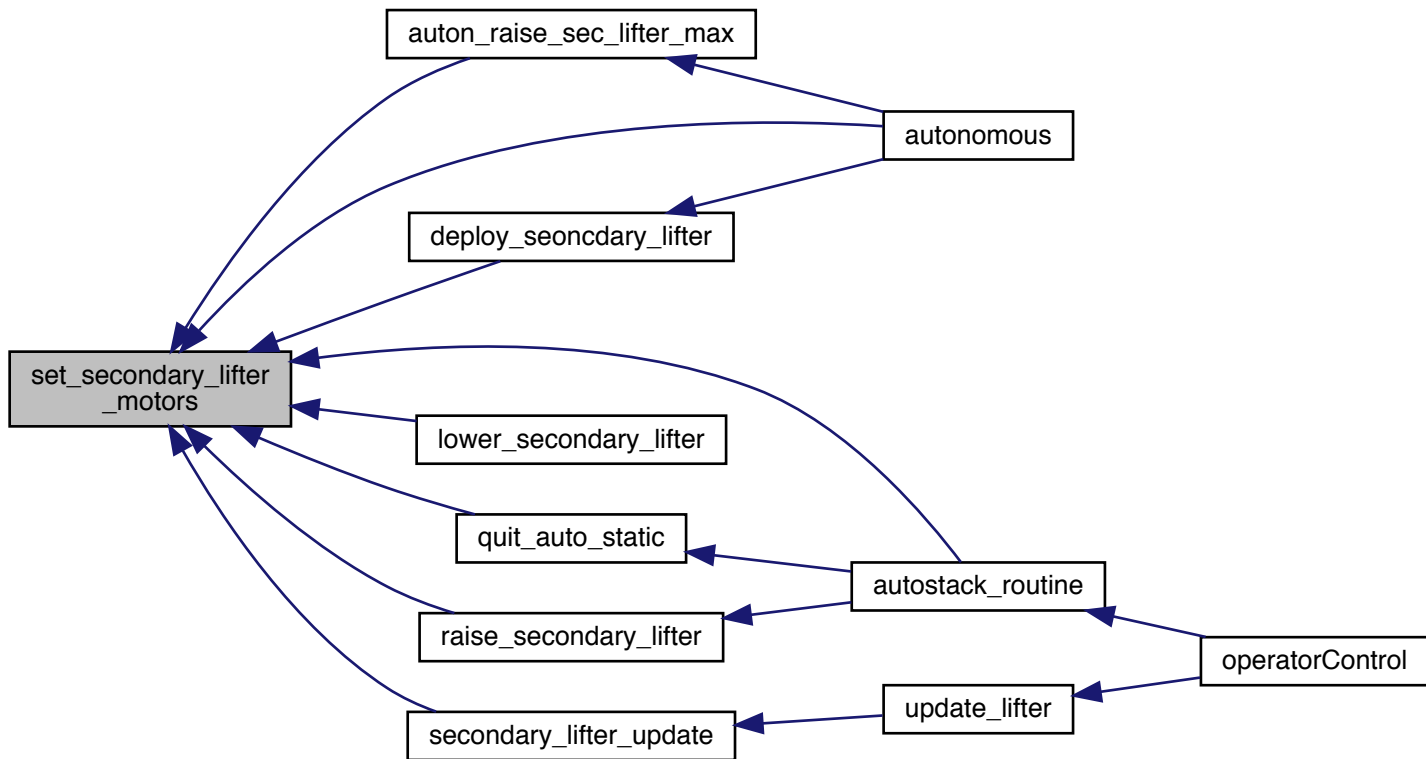 auton_raise_sec_lifter_max
autonomous
deploy_seoncdary_lifter
set_secondary_lifter
_motors
lower_secondary_lifter
quit_auto_static
autostack_routine
raise_secondary_lifter
operatorControl
update_lifter
secondary_lifter_update